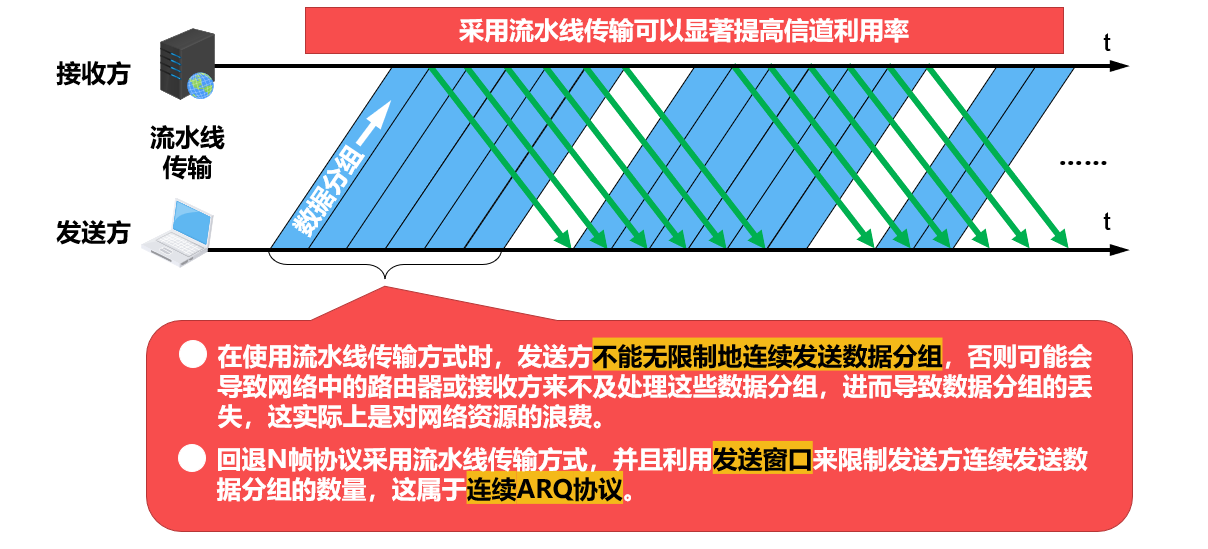 采用流水线传输可以显著提高信道利用率
t
接收方
流水线
传输
数据分组
……
发送方
t
在使用流水线传输方式时，发送方不能无限制地连续发送数据分组，否则可能会
导致网络中的路由器或接收方来不及处理这些数据分组，进而导致数据分组的丢
失，这实际上是对网络资源的浪费。
回退N帧协议采用流水线传输方式，并且利用发送窗口来限制发送方连续发送数
据分组的数量，这属于连续ARQ协议。